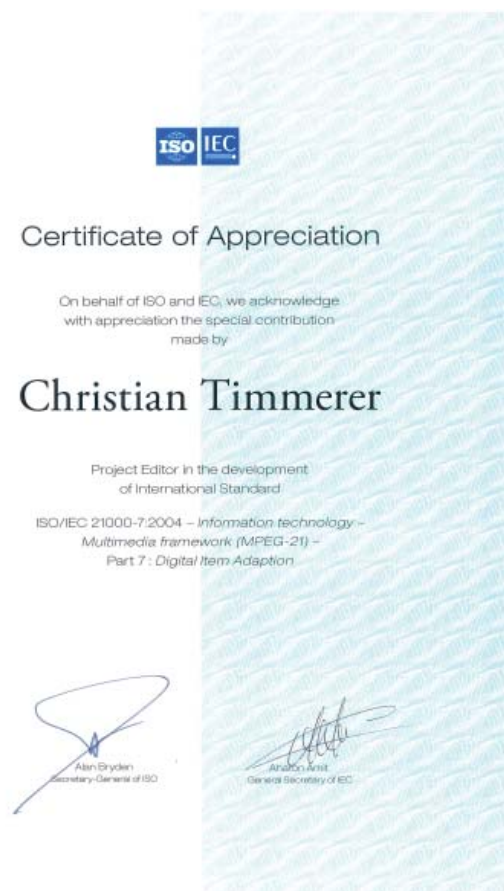 ISO IEC
Certificate of Appreciation
On behalf of ISO and IEC, we acknowledge
with appreciation the special contribution
made by
Christian Timmerer
Project Editor in the development
of International Standard
ISO/IEC 21000-7:2004 – Information technology –
Multimedia framework (MPEG-21) –
Part 7 : Digital Item Adaption
Alan Bryden
Secretary-General of ISO
Aharon Amit
General Secretary of IEC